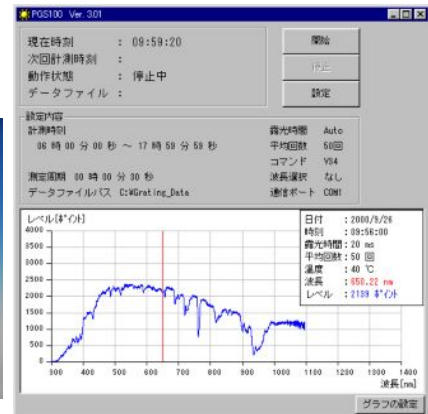 PGS100 Ver. 3.01
現在時刻 : 09:59:20
次回計測時刻 :
動作状態 : 停止中
データファイル :
開始
停止
設定
設定内容
計測時刻
06 時 00 分 00 秒 ～ 17 時 59 分 59 秒
測定周期 00 時 00 分 30 秒
データファイルパス C:¥Grating_Data
露光時間 Auto
平均回数 50回
コマンド VS4
波長選択 なし
通信ポート COM1
レベル[ﾎﾟｲﾝﾄ]
4000
3500
3000
2500
2000
1500
1000
500
0
300 400 500 600 700 800 900 1000 1100 1200 1300 1400
波長[nm]
日付 : 2000/9/26
時刻 : 09:56:00
露光時間 : 20 ms
平均回数 : 50 回
温度 : 40 ℃
波長 : 650.22 nm
レベル : 2199 ﾎﾟｲﾝﾄ
グラフの設定